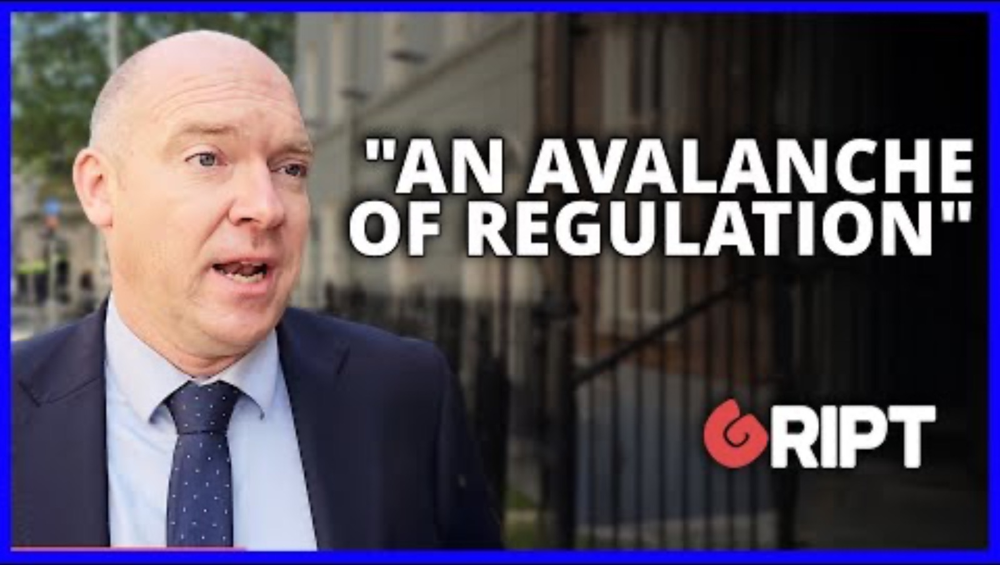 "AN AVALANCHE
OF REGULATION"
GRIPT